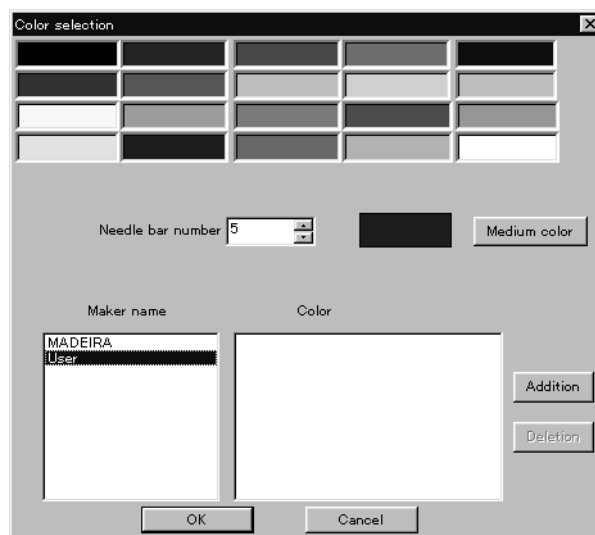 Color selection
Needle bar number 5 Medium color
Maker name Color
MADEIRA
User
Addition
Deletion
OK Cancel